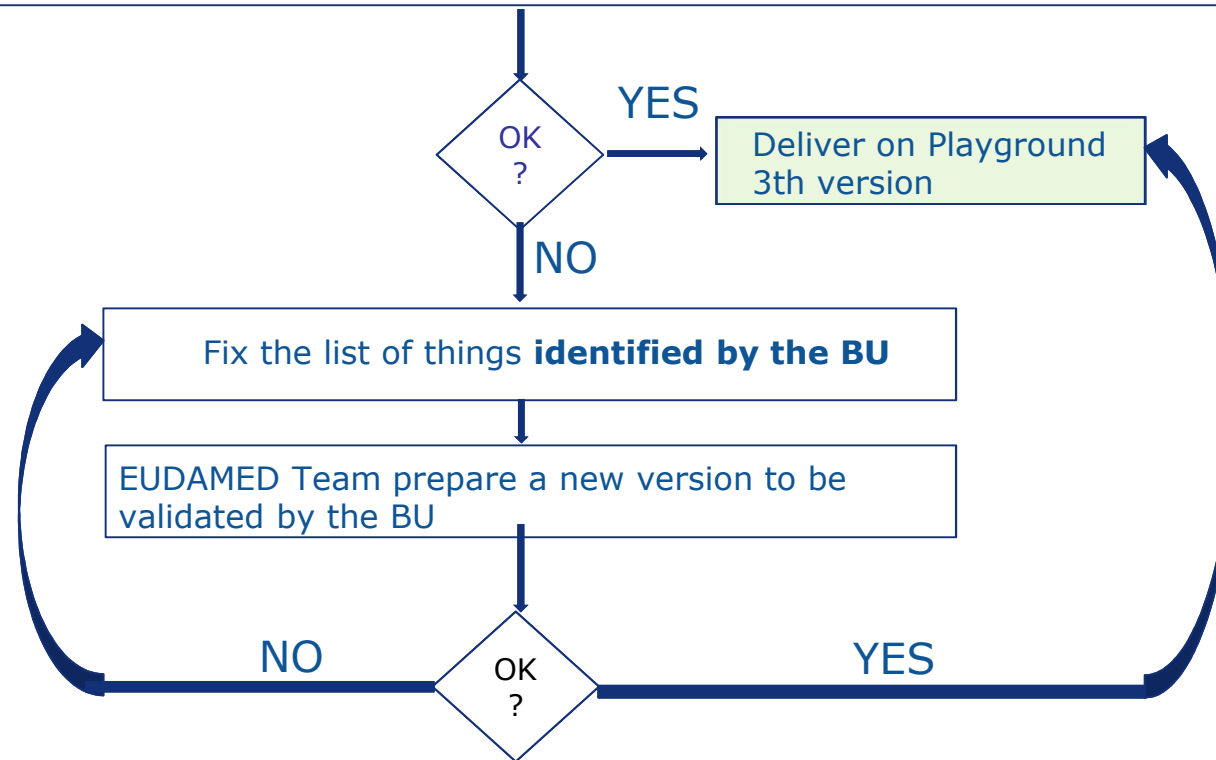 OK
?
YES
Deliver on Playground
3th version
NO
Fix the list of things identified by the BU
EUDAMED Team prepare a new version to be
validated by the BU
NO
OK
?
YES